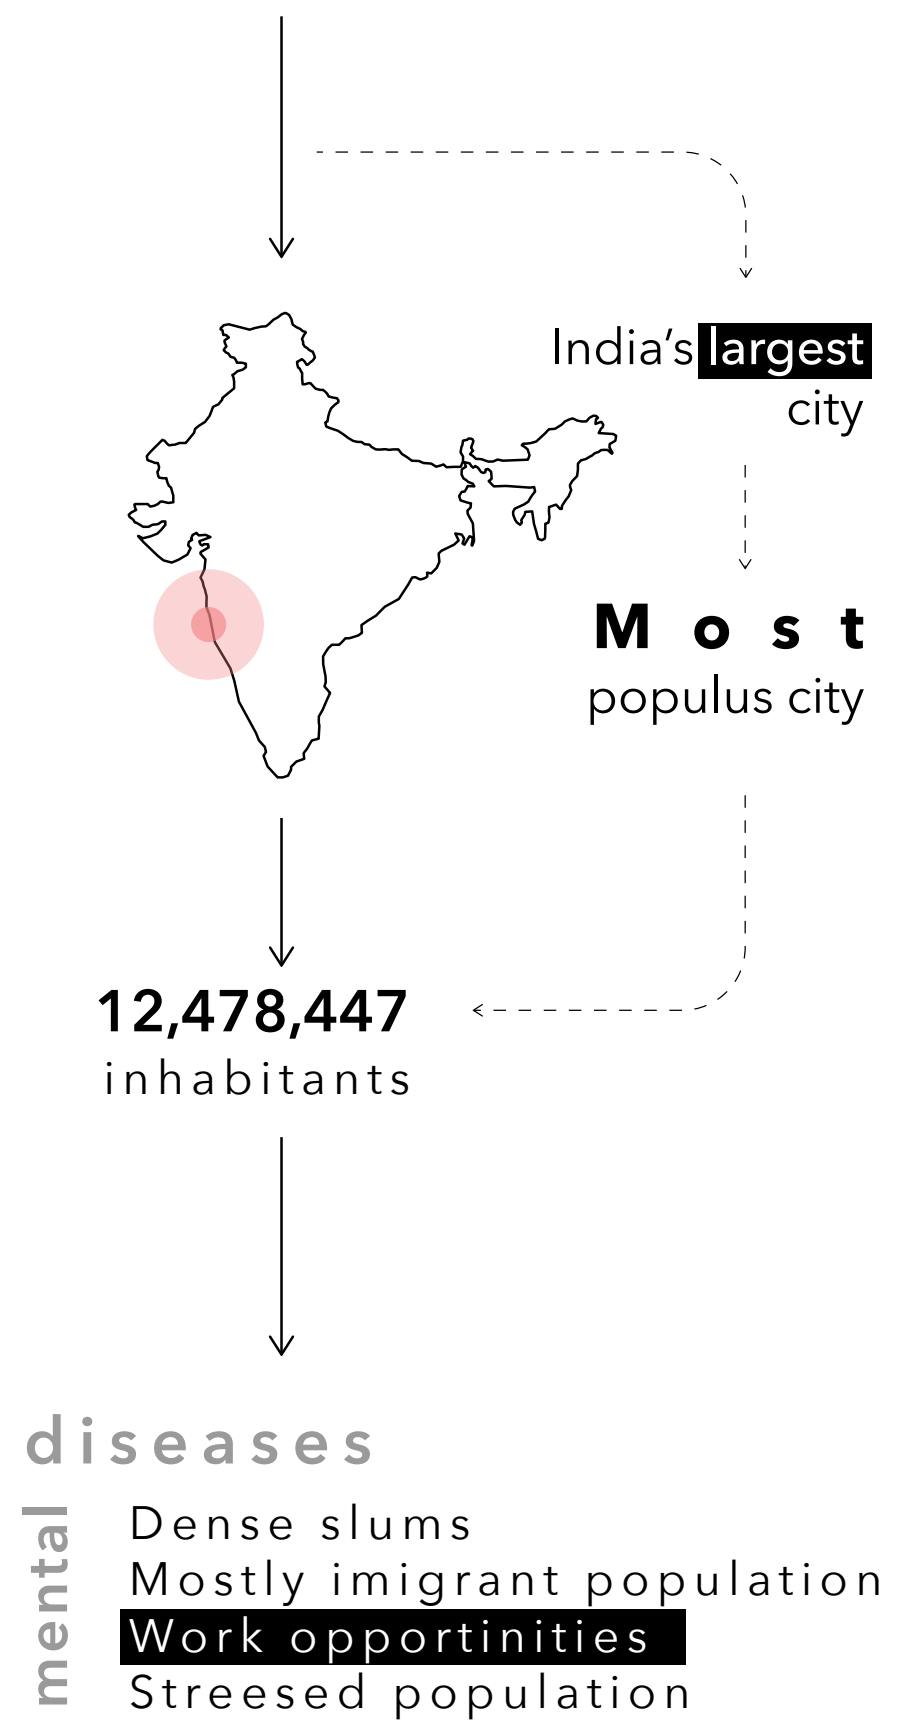 India’s largest
city
Most
populus city
12,478,447
inhabitants
diseases
mental
Dense slums
Mostly imigrant population
Work opportinities
Streesed population